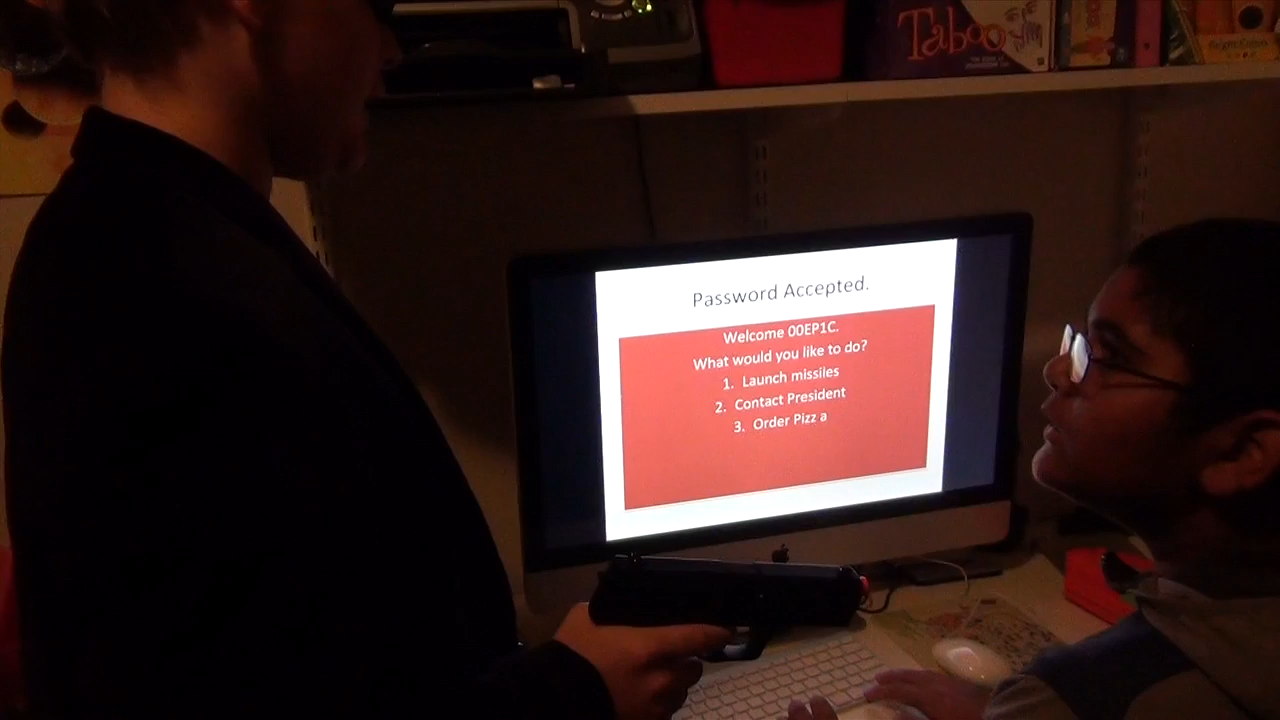 Taboo
Password Accepted.
Welcome 00EP1C.
What would you like to do?
1. Launch missiles
2. Contact President
3. Order Pizz a